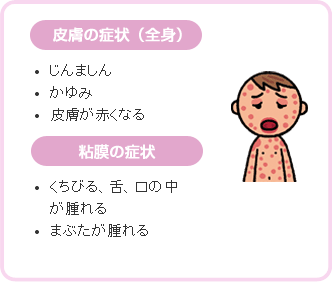 皮膚の症状（全身）
• じんましん
• かゆみ
• 皮膚が赤くなる
粘膜の症状
• くちびる、舌、口の中
が腫れる
• まぶたが腫れる